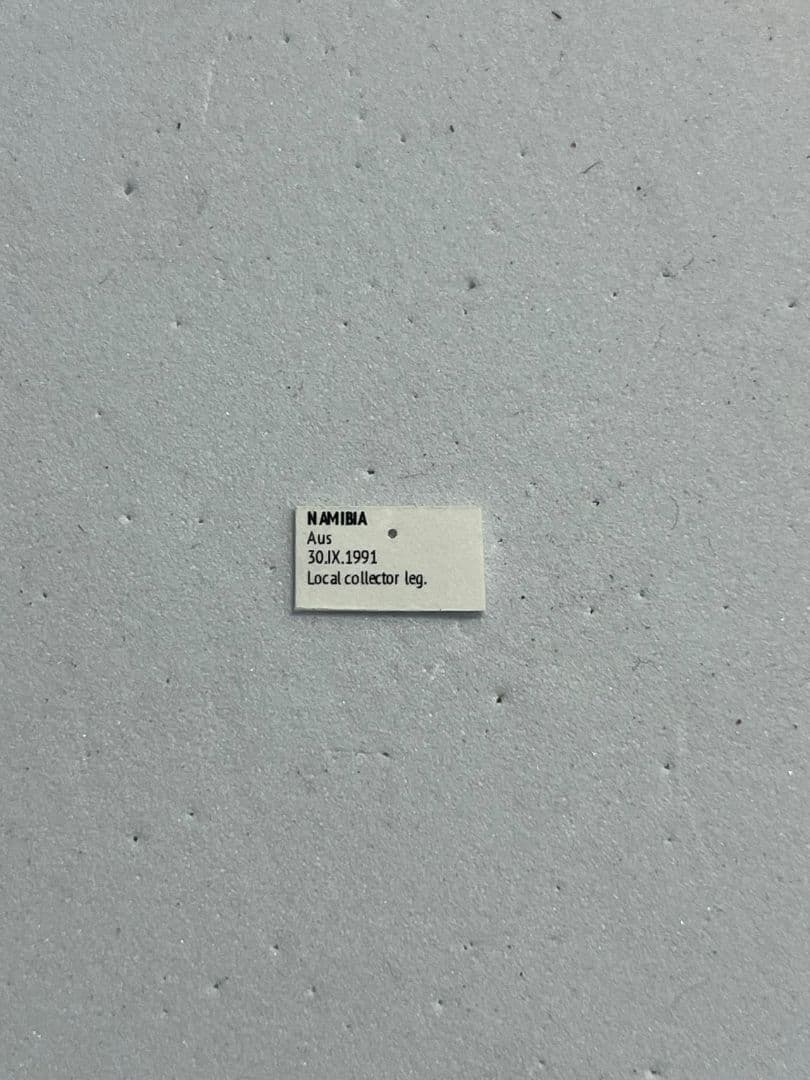 NAMIBIA
Aus
30.IX.1991
Local collector leg.